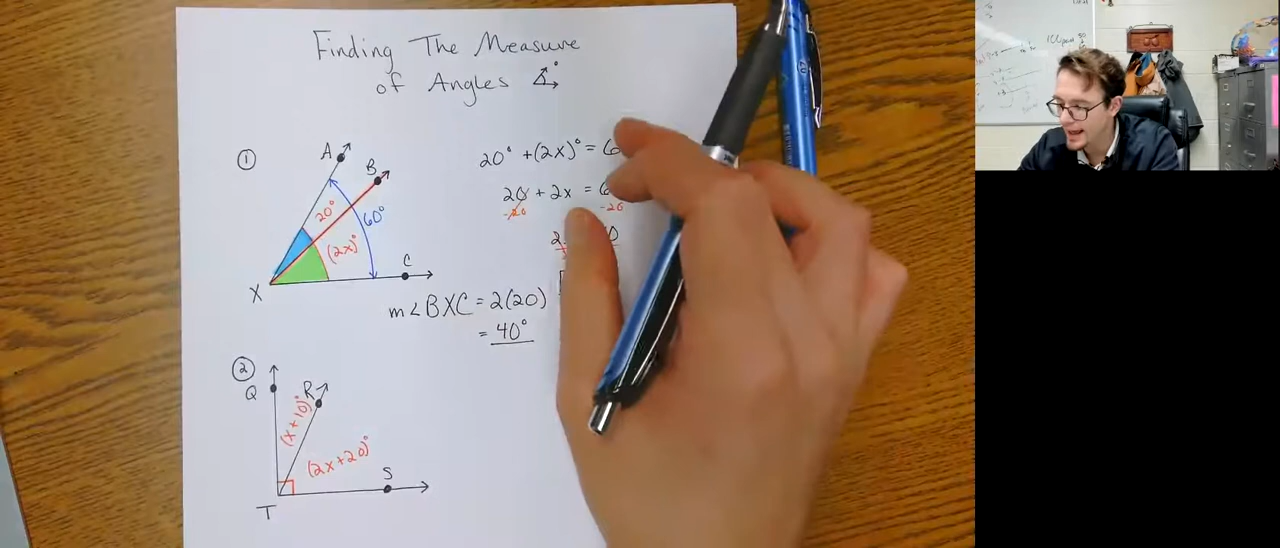 Finding The Measure
of Angles
①
A
B
20°
60°
(2x)°
C
X
20° + (2x)° =
20 + 2x =
-20 -20
m∠BXC = 2(20)
= 40°
②
Q
R
(x+10)°
(2x+20)°
S
T